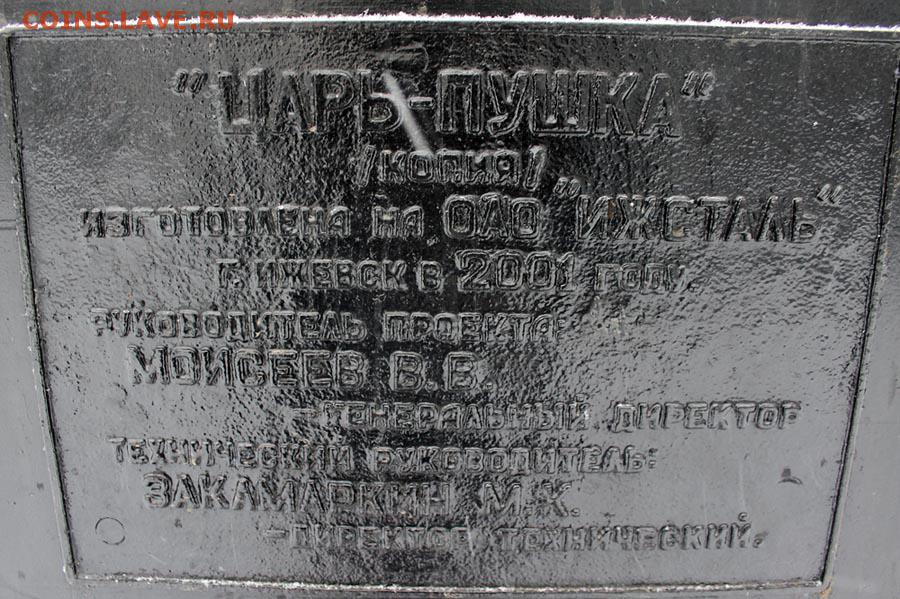 COINS.LAVE.RU
"ЦАРЬ-ПУШКА"
/КОПИЯ/
ИЗГОТОВЛЕНА НА ОАО "ИЖСТАЛЬ"
Г. ИЖЕВСК В 2001 ГОДУ.
РУКОВОДИТЕЛЬ ПРОЕКТА:
МОИСЕЕВ В.В.
-ГЕНЕРАЛЬНЫЙ ДИРЕКТОР
ТЕХНИЧЕСКИЙ РУКОВОДИТЕЛЬ:
ЗАКАМАЛКИН М.К.
-ДИРЕКТОР ТЕХНИЧЕСКИЙ.